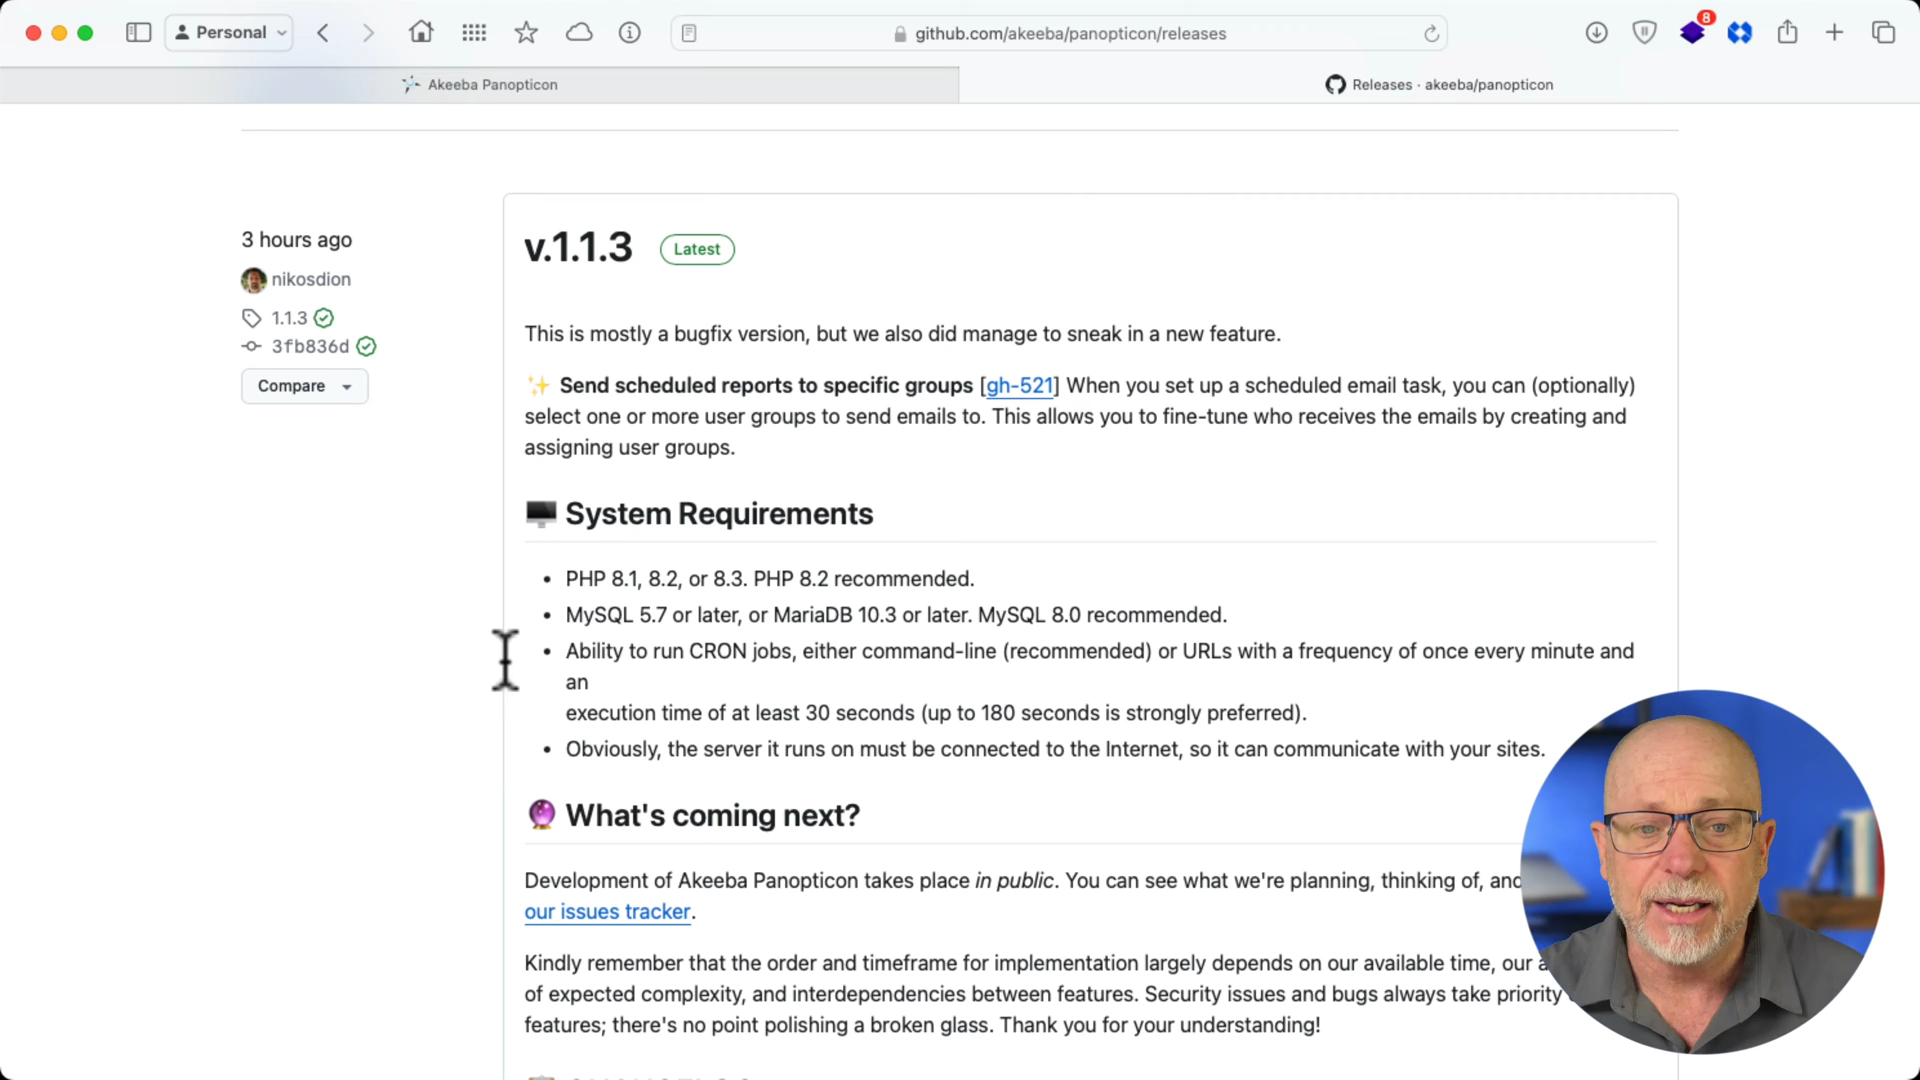 Personal
github.com/akeeba/panopticon/releases
8
Akeeba Panopticon
Releases · akeeba/panopticon
3 hours ago
nikosdion
1.1.3
3fb836d
Compare
v.1.1.3 Latest
This is mostly a bugfix version, but we also did manage to sneak in a new feature.
✨ Send scheduled reports to specific groups [gh-521] When you set up a scheduled email task, you can (optionally)
select one or more user groups to send emails to. This allows you to fine-tune who receives the emails by creating and
assigning user groups.
🖥️ System Requirements
• PHP 8.1, 8.2, or 8.3. PHP 8.2 recommended.
• MySQL 5.7 or later, or MariaDB 10.3 or later. MySQL 8.0 recommended.
• Ability to run CRON jobs, either command-line (recommended) or URLs with a frequency of once every minute and
an
execution time of at least 30 seconds (up to 180 seconds is strongly preferred).
• Obviously, the server it runs on must be connected to the Internet, so it can communicate with your sites.
🔮 What's coming next?
Development of Akeeba Panopticon takes place in public. You can see what we're planning, thinking of, and
our issues tracker.
Kindly remember that the order and timeframe for implementation largely depends on our available time, our
of expected complexity, and interdependencies between features. Security issues and bugs always take priority
features; there's no point polishing a broken glass. Thank you for your understanding!